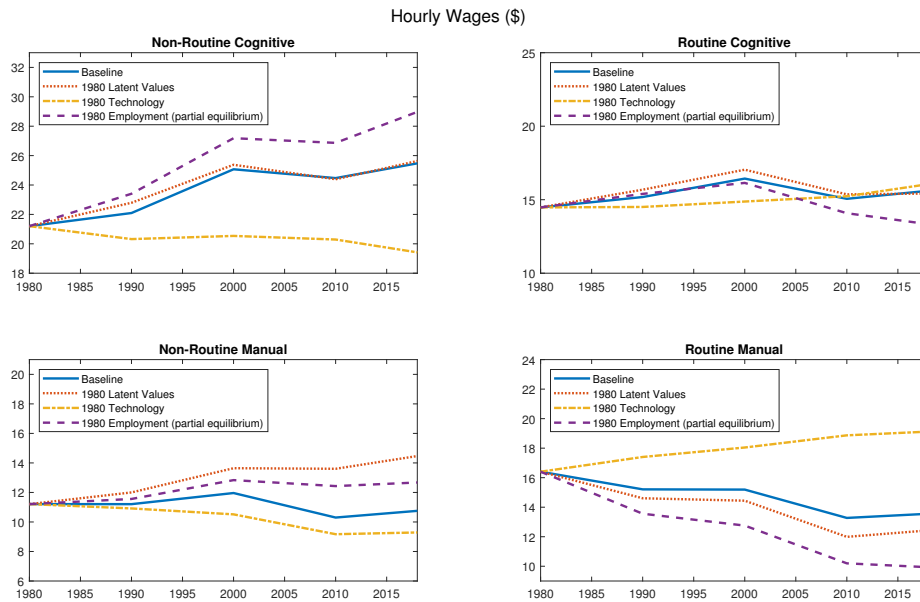 Hourly Wages ($)
Non-Routine Cognitive
32
30
28
26
24
22
20
18
Baseline
1980 Latent Values
1980 Technology
1980 Employment (partial equilibrium)
1980 1985 1990 1995 2000 2005 2010 2015
Routine Cognitive
25
20
15
10
Baseline
1980 Latent Values
1980 Technology
1980 Employment (partial equilibrium)
1980 1985 1990 1995 2000 2005 2010 2015
Non-Routine Manual
20
18
16
14
12
10
8
6
Baseline
1980 Latent Values
1980 Technology
1980 Employment (partial equilibrium)
1980 1985 1990 1995 2000 2005 2010 2015
Routine Manual
24
22
20
18
16
14
12
10
Baseline
1980 Latent Values
1980 Technology
1980 Employment (partial equilibrium)
1980 1985 1990 1995 2000 2005 2010 2015